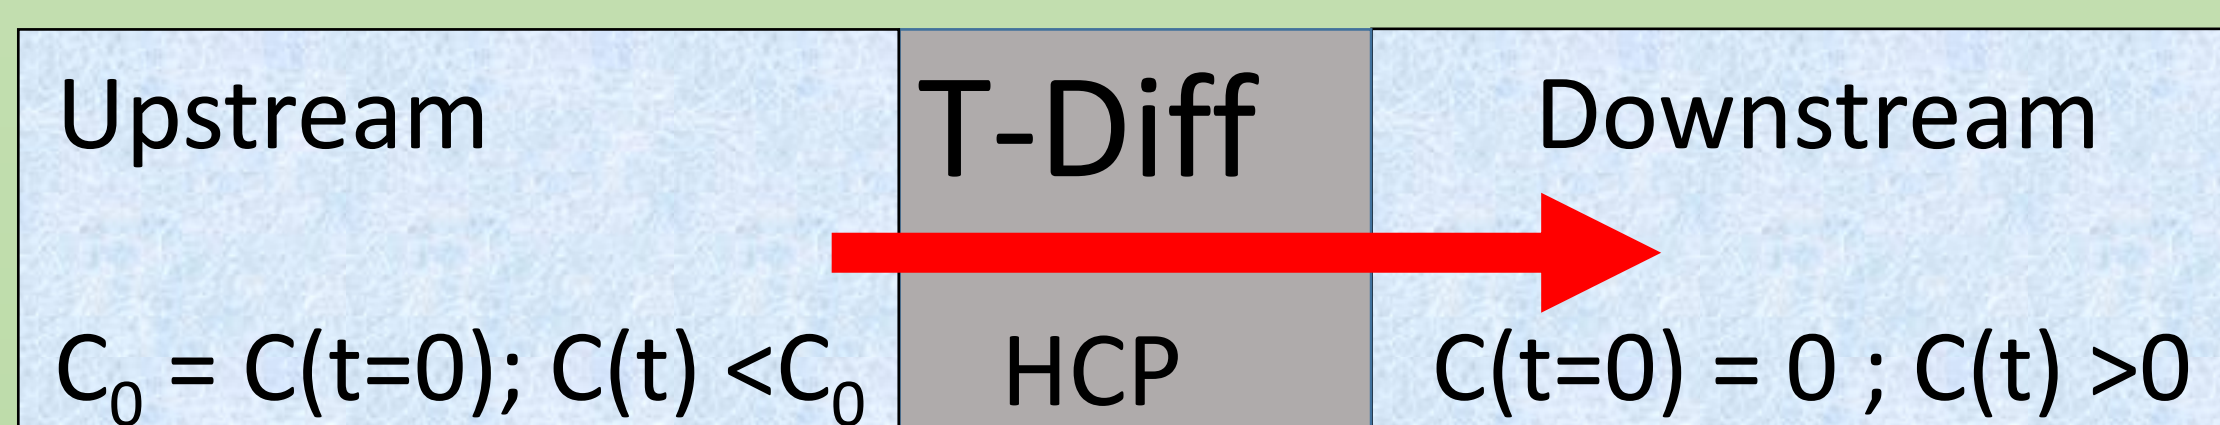 Upstream
T-Diff
Downstream
C₀ = C(t=0); C(t) <C₀
HCP
C(t=0) = 0 ; C(t) >0